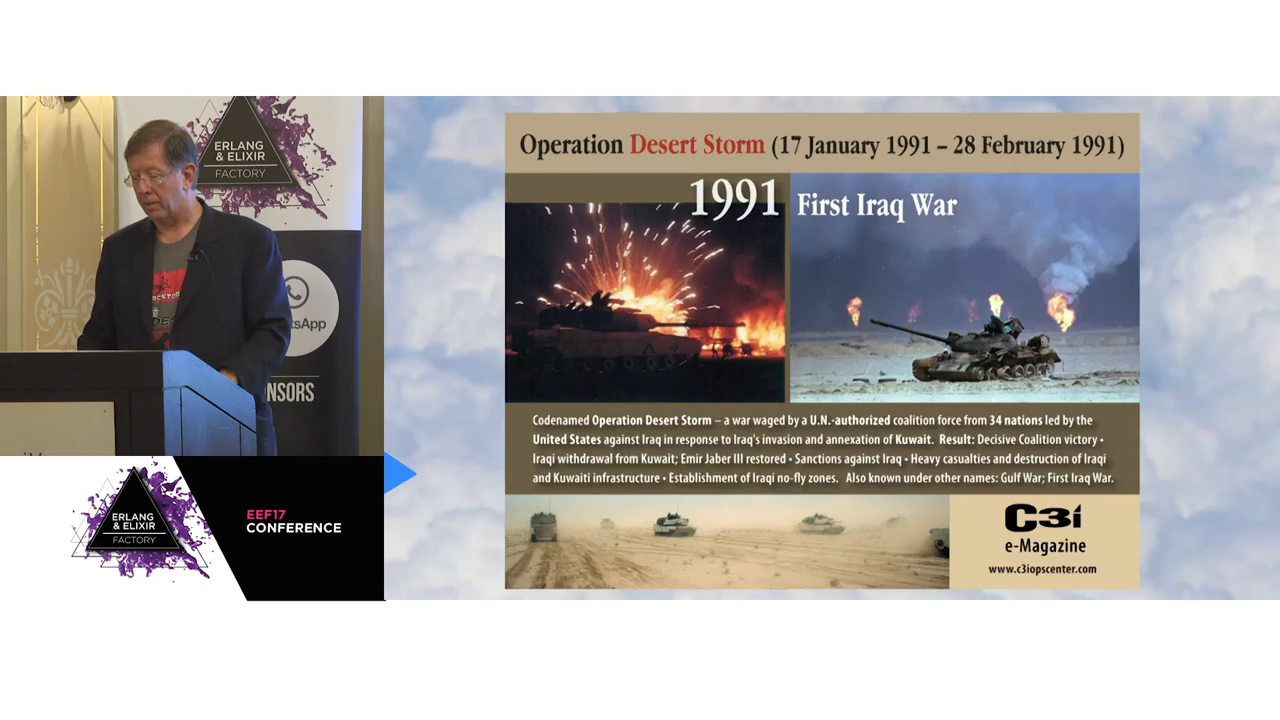 ERLANG
& ELIXIR
FACTORY
NSORS
ERLANG
& ELIXIR
FACTORY
EEF17
CONFERENCE
Operation Desert Storm (17 January 1991 – 28 February 1991)
1991 First Iraq War
Codenamed Operation Desert Storm – a war waged by a U.N.-authorized coalition force from 34 nations led by the
United States against Iraq in response to Iraq's invasion and annexation of Kuwait. Result: Decisive Coalition victory •
Iraqi withdrawal from Kuwait; Emir Jaber III restored • Sanctions against Iraq • Heavy casualties and destruction of Iraqi
and Kuwaiti infrastructure • Establishment of Iraqi no-fly zones. Also known under other names: Gulf War; First Iraq War.
C3i
e-Magazine
www.c3iopscenter.com